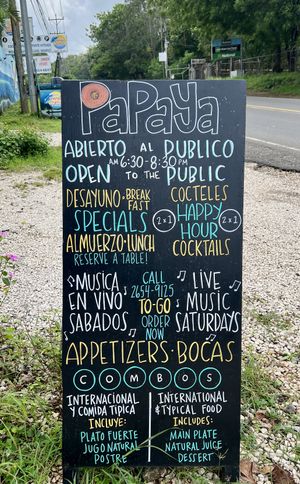 PaPaya
ABIERTO AL PUBLICO
AM 6:30-8:30 PM
OPEN TO THE PUBLIC
DESAYUNO • BREAKFAST
SPECIALS 2x1
ALMUERZO • LUNCH
RESERVE A TABLE!
COCTELES
HAPPY HOUR 2x1
COCKTAILS
MUSICA
EN VIVO
SABADOS
CALL
2654-9125
TO-GO
ORDER
NOW
LIVE
MUSIC
SATURDAYS
APPETIZERS • BOCAS
COMBOS
INTERNACIONAL
Y COMIDA TIPICA
INCLUYE:
PLATO FUERTE
JUGO NATURAL
POSTRE
INTERNATIONAL
& TYPICAL FOOD
INCLUDES:
MAIN PLATE
NATURAL JUICE
DESSERT